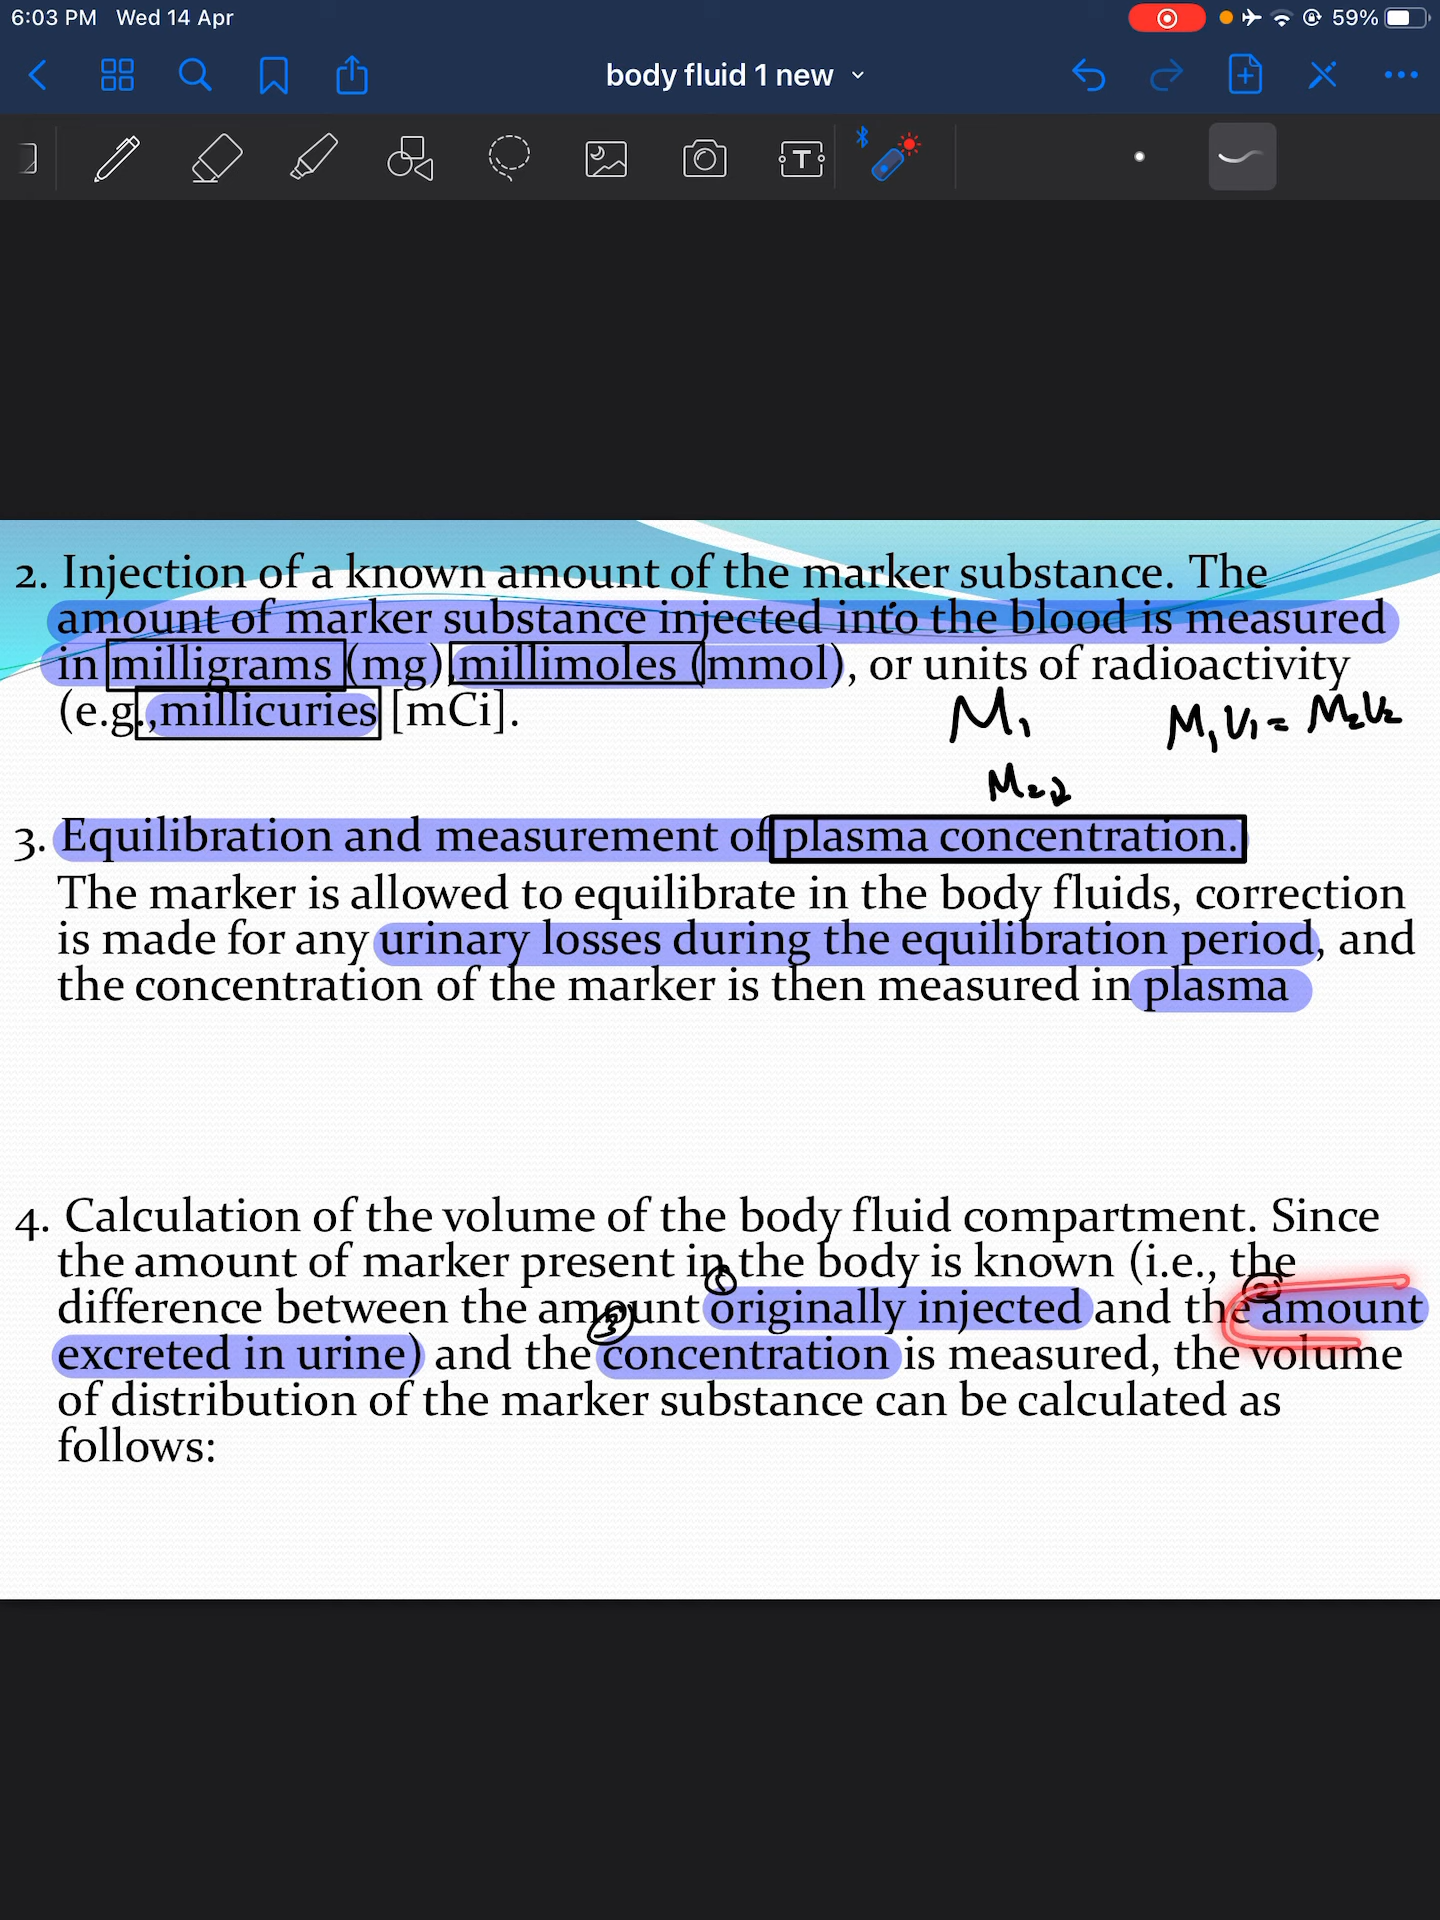 6:03 PM Wed 14 Apr
59%
body fluid 1 new
T
2. Injection of a known amount of the marker substance. The
amount of marker substance injected into the blood is measured
in milligrams (mg), millimoles (mmol), or units of radioactivity
(e.g., millicuries [mCi].
M₁
M₁V₁ = M₂V₂
M₂
3. Equilibration and measurement of plasma concentration.
The marker is allowed to equilibrate in the body fluids, correction
is made for any urinary losses during the equilibration period, and
the concentration of the marker is then measured in plasma
4. Calculation of the volume of the body fluid compartment. Since
the amount of marker present in the body is known (i.e., the
1
2
difference between the amount originally injected and the amount
3
excreted in urine) and the concentration is measured, the volume
of distribution of the marker substance can be calculated as
follows: